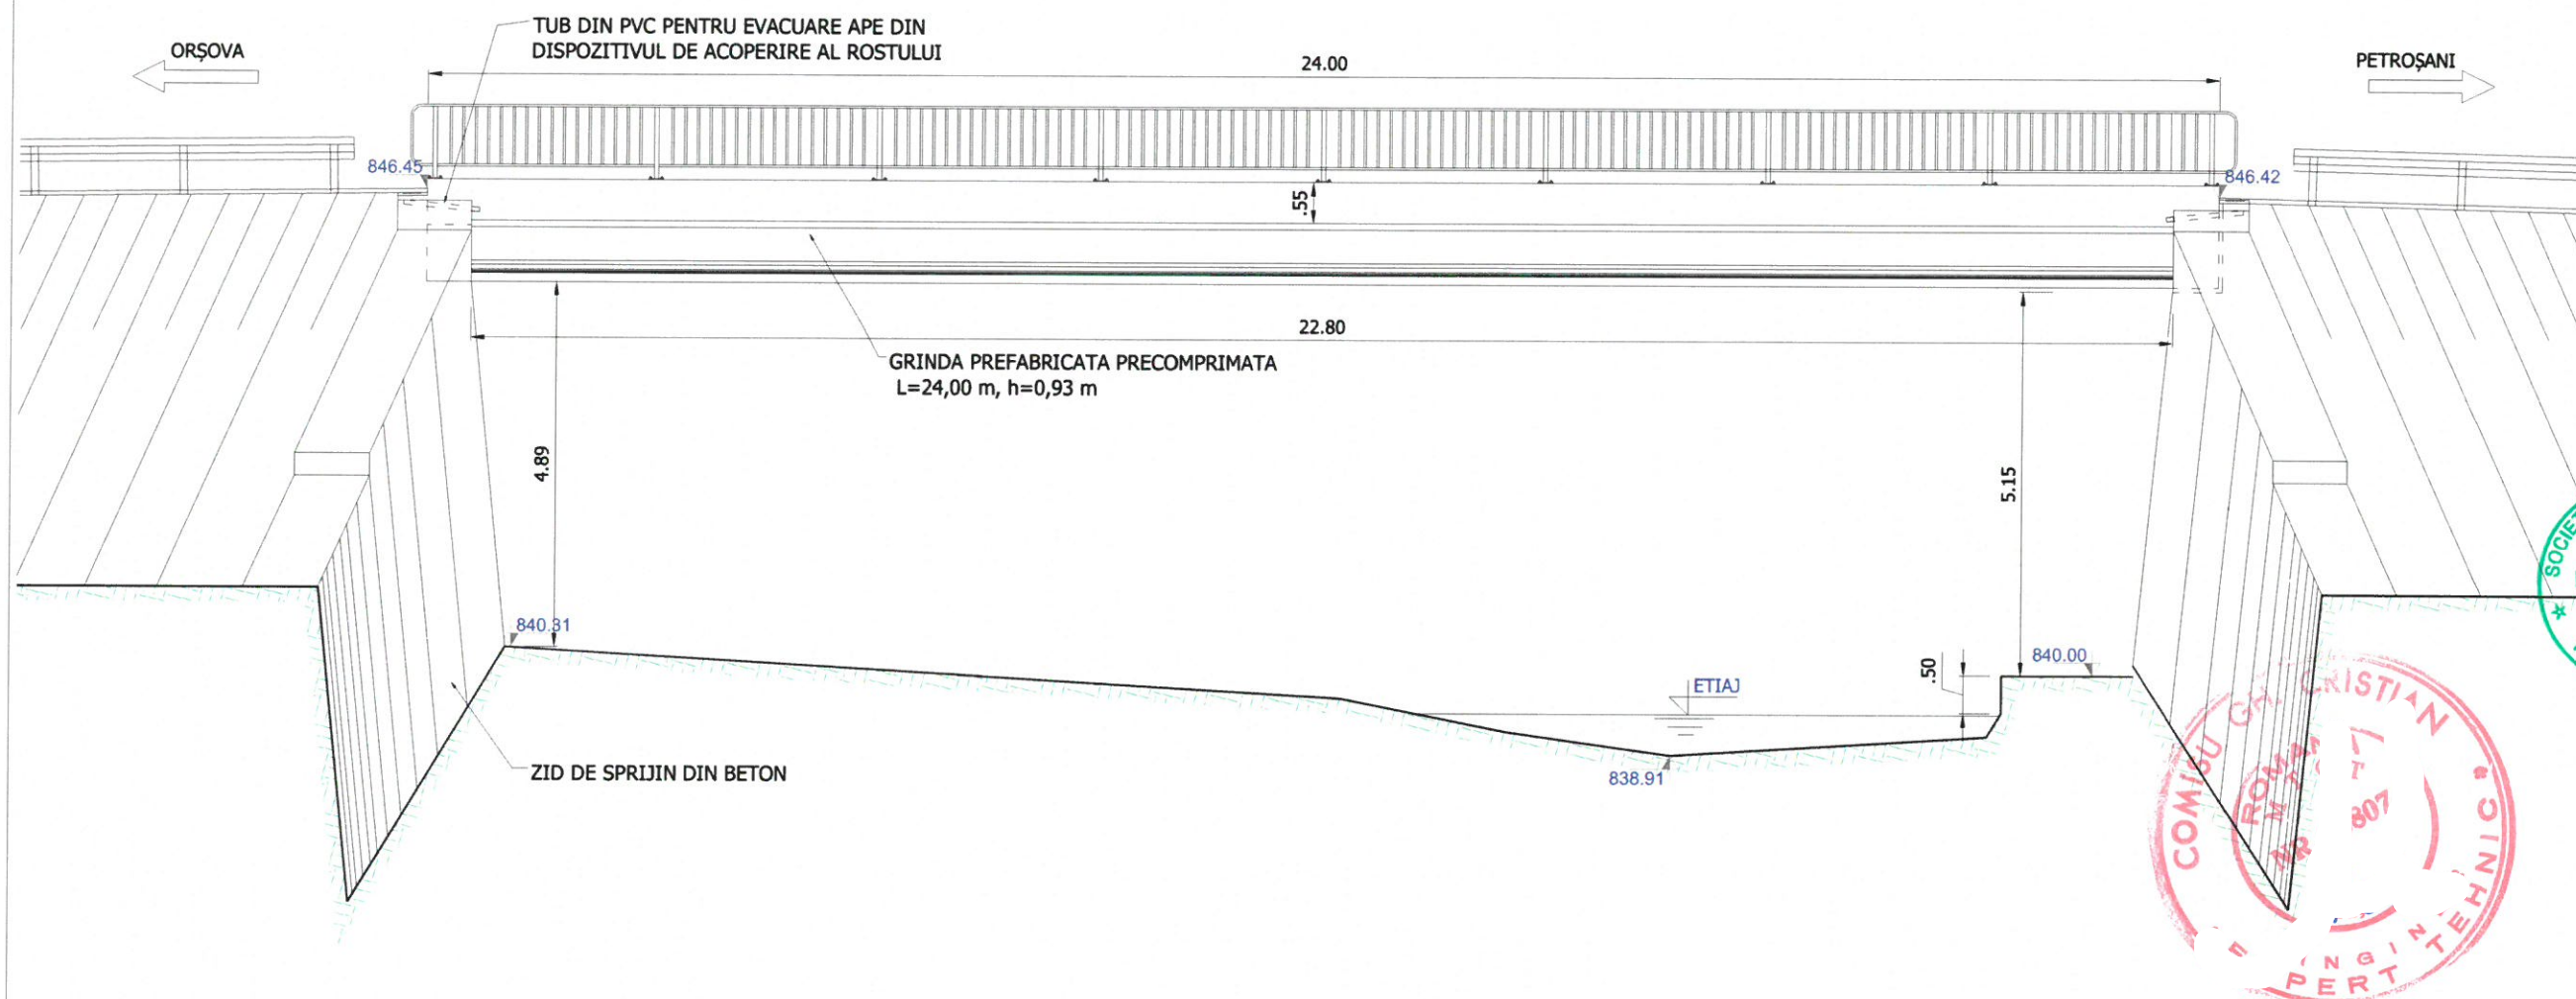 TUB DIN PVC PENTRU EVACUARE APE DIN
DISPOZITIVUL DE ACOPERIRE AL ROSTULUI
ORȘOVA
24.00
PETROȘANI
846.45
846.42
.55
22.80
GRINDA PREFABRICATA PRECOMPRIMATA
L=24,00 m, h=0,93 m
4.89
5.15
840.31
ETIAJ
.50
840.00
838.91
ZID DE SPRIJIN DIN BETON
COMISU GH. CRISTIAN
807
TEHNIC